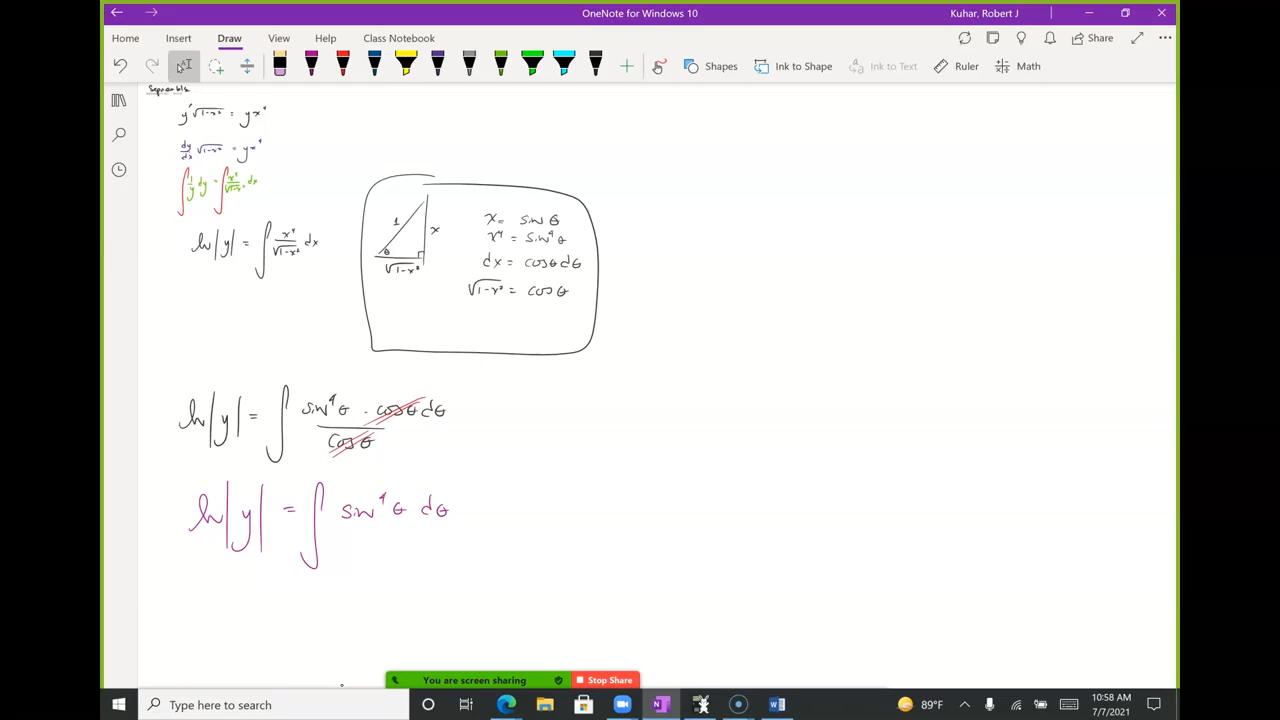 OneNote for Windows 10
Kuhar, Robert J
Home Insert Draw View Help Class Notebook
Share
Shapes Ink to Shape Ink to Text Ruler Math
Separable
y'√1-x² = yx⁴
dy/dx √1-x² = yx⁴
∫ 1/y dy = ∫ x⁴/√1-x² dx
ln|y| = ∫ x⁴/√1-x² dx
1 x
θ
√1-x²
x = sin θ
x⁴ = sin⁴ θ
dx = cosθ dθ
√1-x² = cos θ
ln|y| = ∫ sin⁴θ · cosθ dθ
cos θ
ln|y| = ∫ sin⁴ θ dθ
You are screen sharing Stop Share
Type here to search
89°F
10:58 AM
7/7/2021